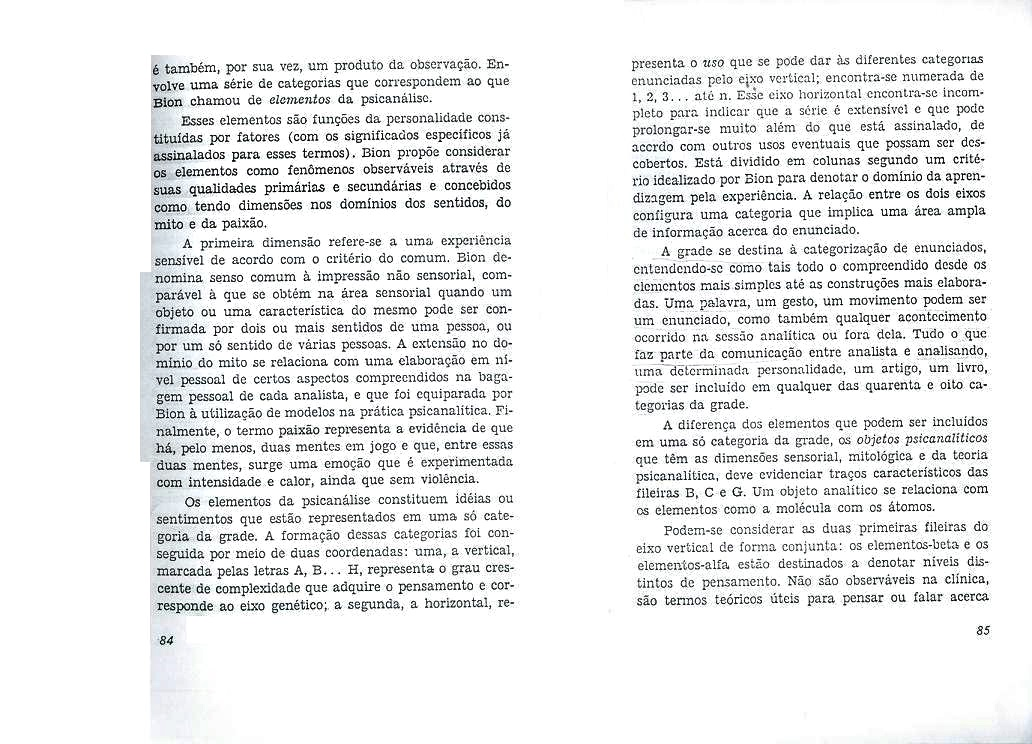 é também, por sua vez, um produto da observação. En-
volve uma série de categorias que correspondem ao que
Bion chamou de elementos da psicanálise.
Esses elementos são funções da personalidade cons-
tituídas por fatores (com os significados específicos já
assinalados para esses termos). Bion propõe considerar
os elementos como fenômenos observáveis através de
suas qualidades primárias e secundárias e concebidos
como tendo dimensões nos domínios dos sentidos, do
mito e da paixão.
A primeira dimensão refere-se a uma experiência
sensível de acordo com o critério do comum. Bion de-
nomina senso comum à impressão não sensorial, com-
parável à que se obtém na área sensorial quando um
objeto ou uma característica do mesmo pode ser con-
firmada por dois ou mais sentidos de uma pessoa, ou
por um só sentido de várias pessoas. A extensão no do-
mínio do mito se relaciona com uma elaboração em ní-
vel pessoal de certos aspectos compreendidos na baga-
gem pessoal de cada analista, e que foi equiparada por
Bion à utilização de modelos na prática psicanalítica. Fi-
nalmente, o termo paixão representa a evidência de que
há, pelo menos, duas mentes em jogo e que, entre essas
duas mentes, surge uma emoção que é experimentada
com intensidade e calor, ainda que sem violência.
Os elementos da psicanálise constituem idéias ou
sentimentos que estão representados em uma só cate-
goria da grade. A formação dessas categorias foi con-
seguida por meio de duas coordenadas: uma, a vertical,
marcada pelas letras A, B... H, representa o grau cres-
cente de complexidade que adquire o pensamento e cor-
responde ao eixo genético; a segunda, a horizontal, re-
84
presenta o uso que se pode dar às diferentes categorias
enunciadas pelo eixo vertical; encontra-se numerada de
1, 2, 3... até n. Esse eixo horizontal encontra-se incom-
pleto para indicar que a série é extensível e que pode
prolongar-se muito além do que está assinalado, de
acordo com outros usos eventuais que possam ser des-
cobertos. Está dividido em colunas segundo um crité-
rio idealizado por Bion para denotar o domínio da apren-
dizagem pela experiência. A relação entre os dois eixos
configura uma categoria que implica uma área ampla
de informação acerca do enunciado.
A grade se destina à categorização de enunciados,
entendendo-se como tais todo o compreendido desde os
elementos mais simples até as construções mais elabora-
das. Uma palavra, um gesto, um movimento podem ser
um enunciado, como também qualquer acontecimento
ocorrido na sessão analítica ou fora dela. Tudo o que
faz parte da comunicação entre analista e analisando,
uma determinada personalidade, um artigo, um livro,
pode ser incluído em qualquer das quarenta e oito ca-
tegorias da grade.
A diferença dos elementos que podem ser incluídos
em uma só categoria da grade, os objetos psicanalíticos
que têm as dimensões sensorial, mitológica e da teoria
psicanalítica, deve evidenciar traços característicos das
fileiras B, C e G. Um objeto analítico se relaciona com
os elementos como a molécula com os átomos.
Podem-se considerar as duas primeiras fileiras do
eixo vertical de forma conjunta: os elementos-beta e os
elementos-alfa estão destinados a denotar níveis dis-
tintos de pensamento. Não são observáveis na clínica,
são termos teóricos úteis para pensar ou falar acerca
85